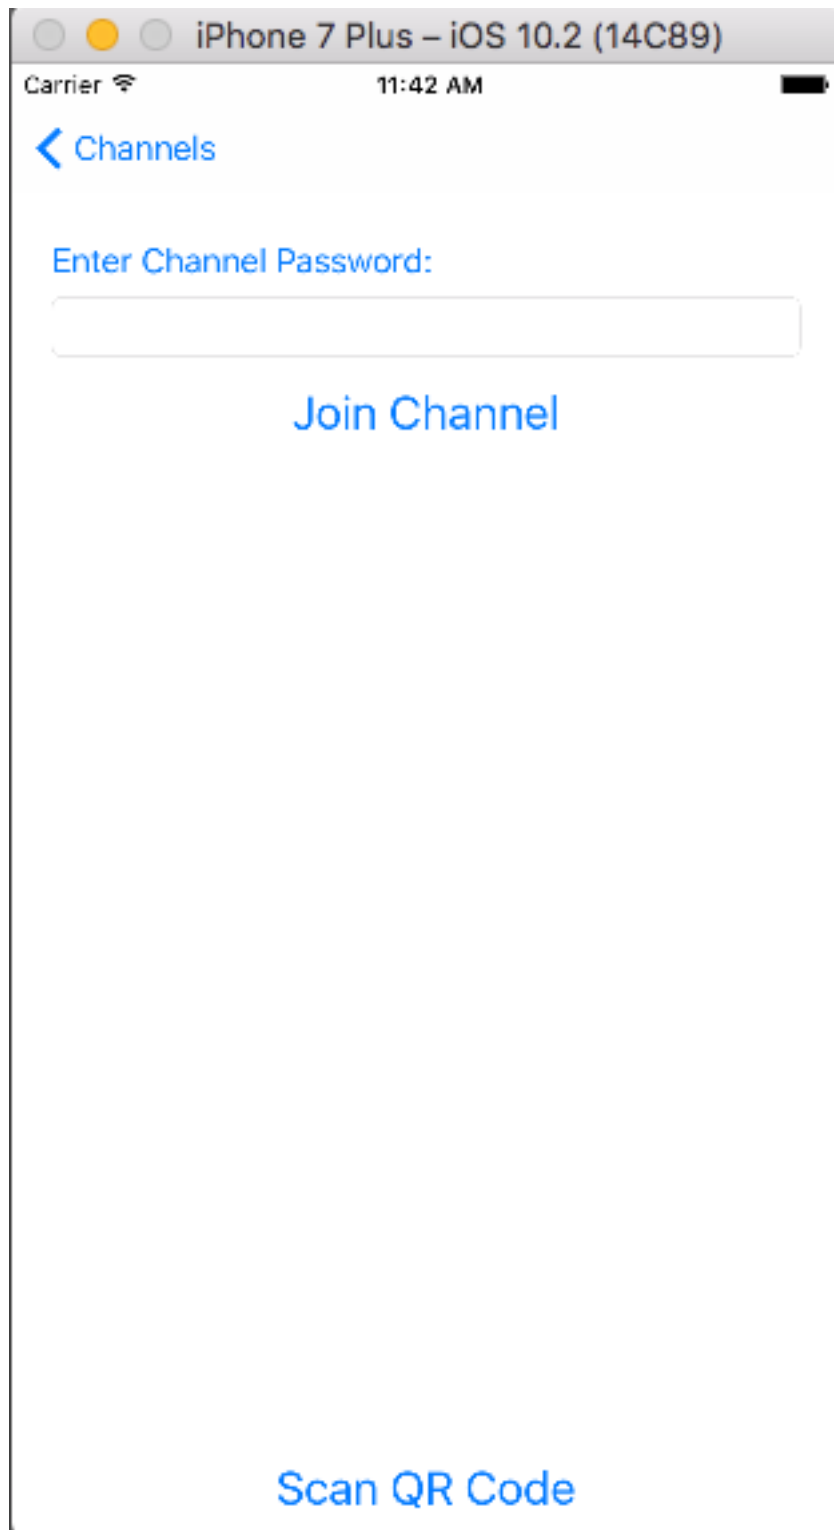 iPhone 7 Plus – iOS 10.2 (14C89)
Carrier 11:42 AM
Channels
Enter Channel Password:
Join Channel
Scan QR Code